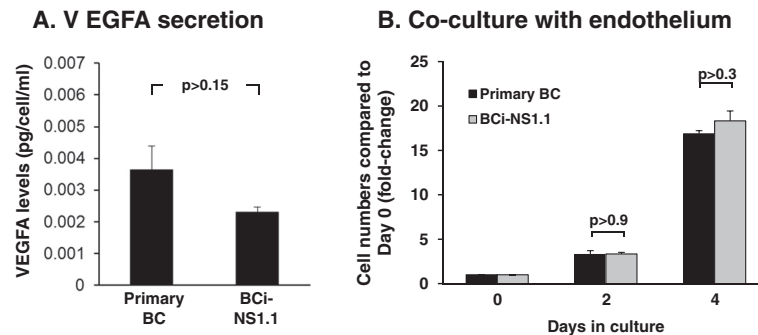 A. V EGFA secretion
VEGFA levels (pg/cell/ml)
0.007
0.006
0.005
0.004
0.003
0.002
0.001
0
p>0.15
Primary
BC
BCi-
NS1.1
B. Co-culture with endothelium
Cell numbers compared to
Day 0 (fold-change)
25
20
15
10
5
0
Primary BC
BCi-NS1.1
p>0.9
p>0.3
0
2
4
Days in culture